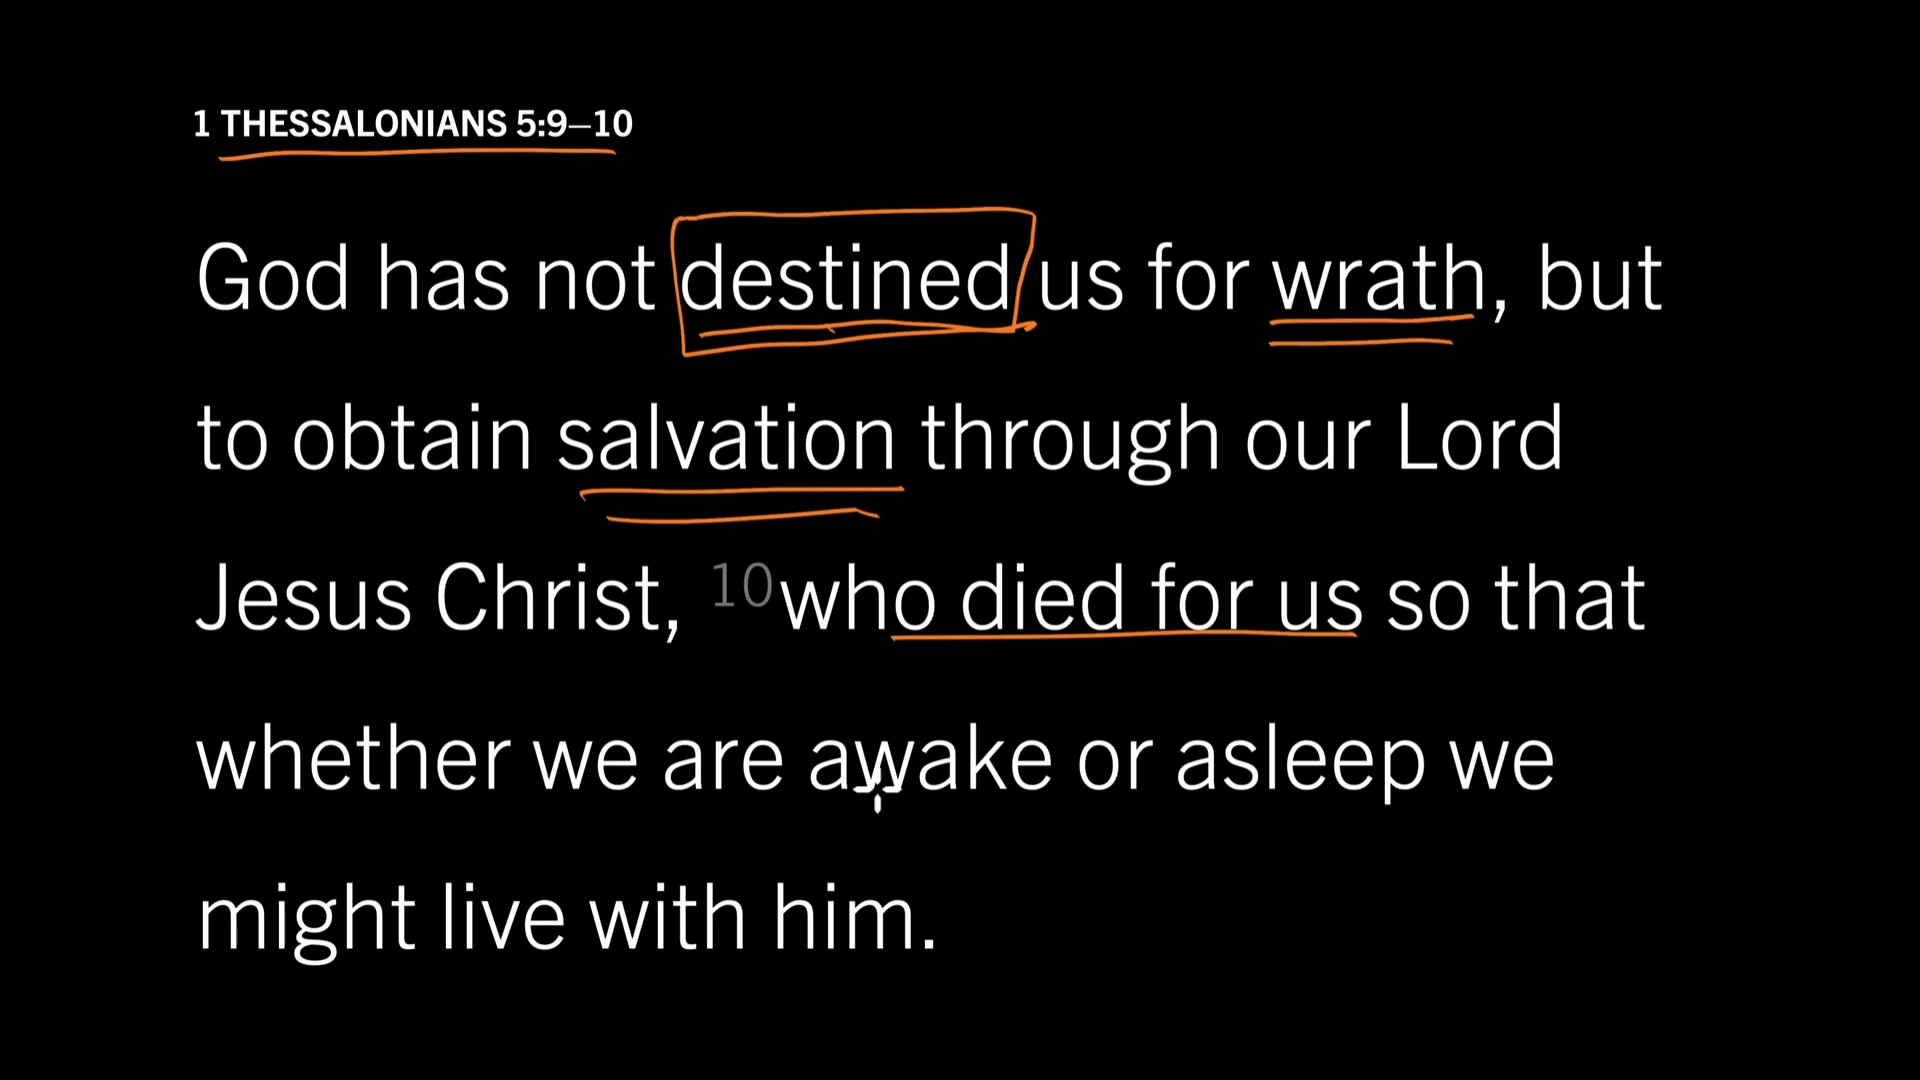 1 THESSALONIANS 5:9–10
God has not destined us for wrath, but
to obtain salvation through our Lord
Jesus Christ, 10who died for us so that
whether we are awake or asleep we
might live with him.